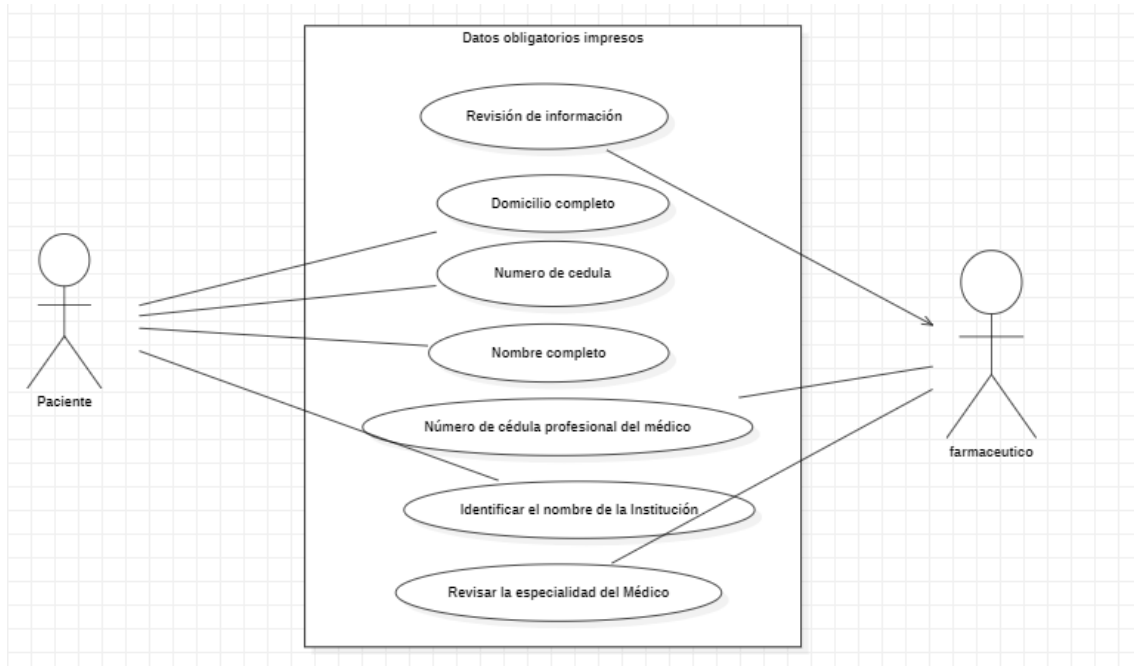 Datos obligatorios impresos
Revisión de información
Domicilio completo
Numero de cedula
Nombre completo
Paciente
Número de cédula profesional del médico
farmaceutico
Identificar el nombre de la Institución
Revisar la especialidad del Médico